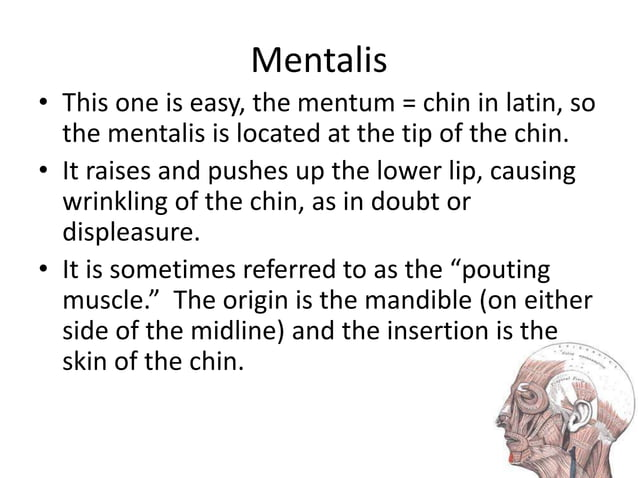 Mentalis
• This one is easy, the mentum = chin in latin, so
the mentalis is located at the tip of the chin.
• It raises and pushes up the lower lip, causing
wrinkling of the chin, as in doubt or
displeasure.
• It is sometimes referred to as the “pouting
muscle.”  The origin is the mandible (on either
side of the midline) and the insertion is the
skin of the chin.